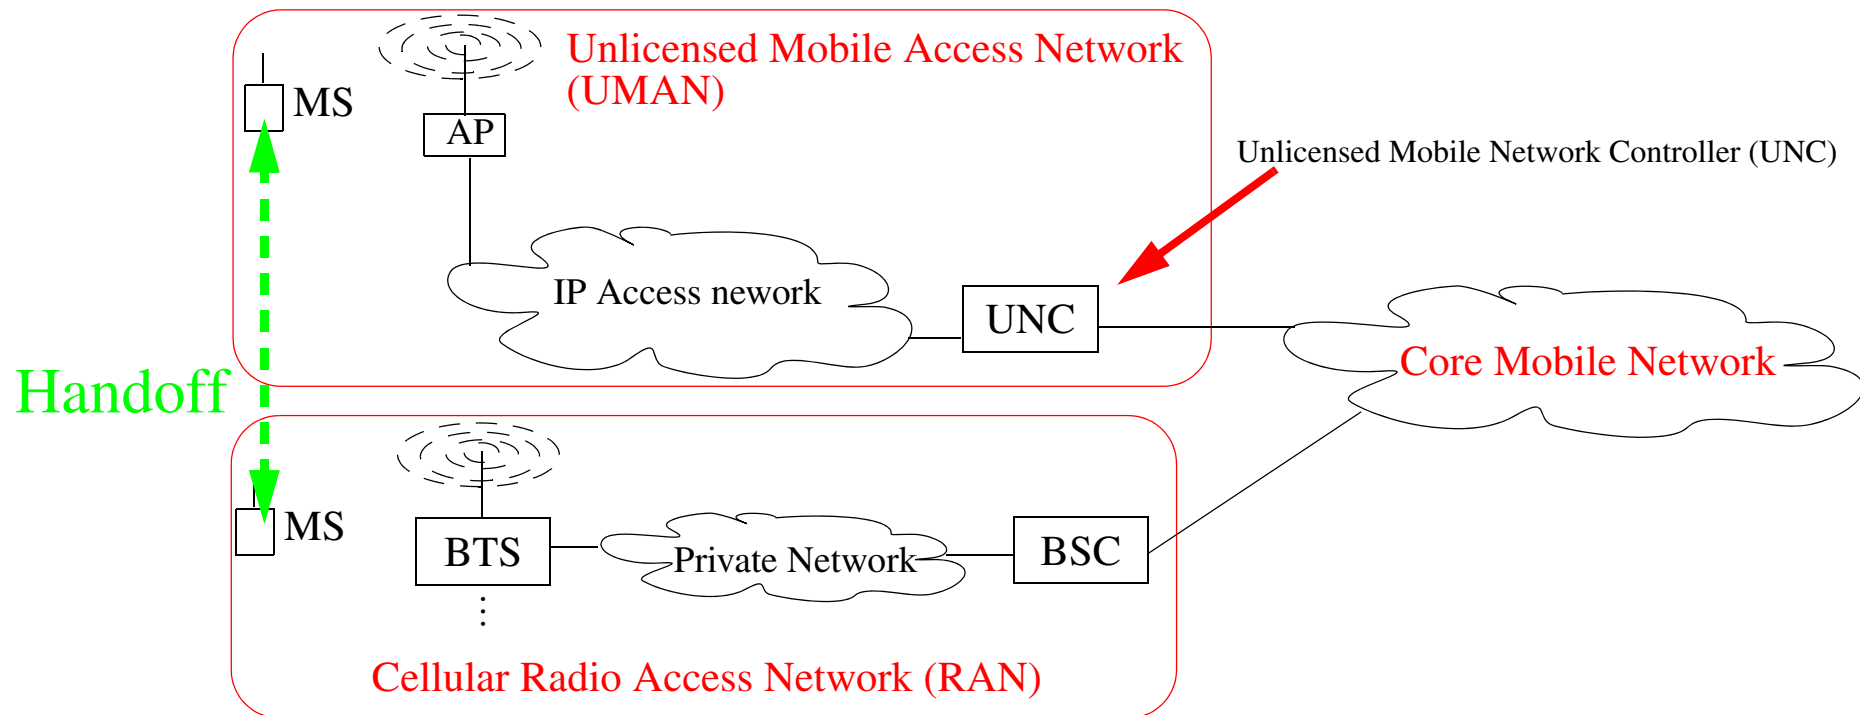 Unlicensed Mobile Access Network
(UMAN)
MS
AP
Unlicensed Mobile Network Controller (UNC)
IP Access nework
UNC
Core Mobile Network
Handoff
MS
BTS
Private Network
BSC
Cellular Radio Access Network (RAN)